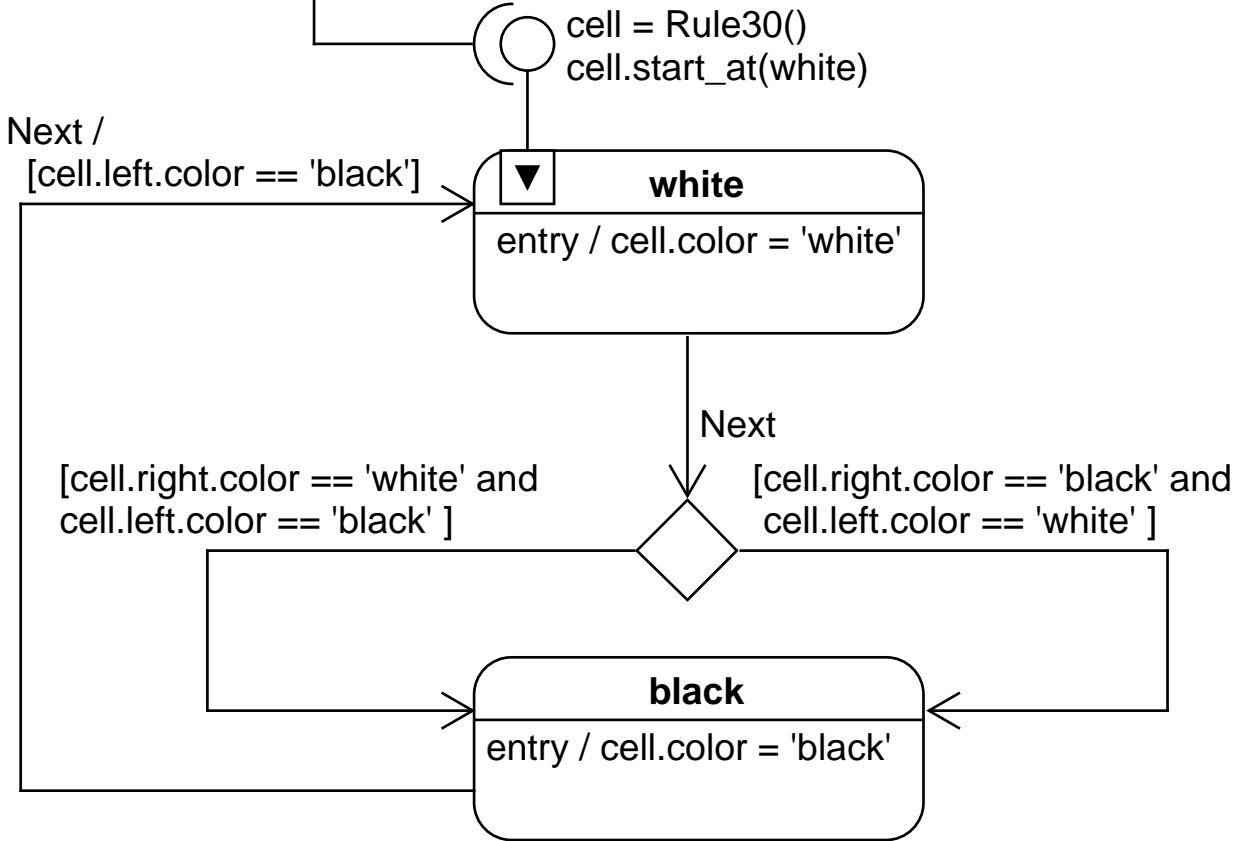 cell = Rule30()
cell.start_at(white)
Next /
[cell.left.color == 'black']
white
entry / cell.color = 'white'
Next
[cell.right.color == 'white' and
cell.left.color == 'black' ]
[cell.right.color == 'black' and
cell.left.color == 'white' ]
black
entry / cell.color = 'black'